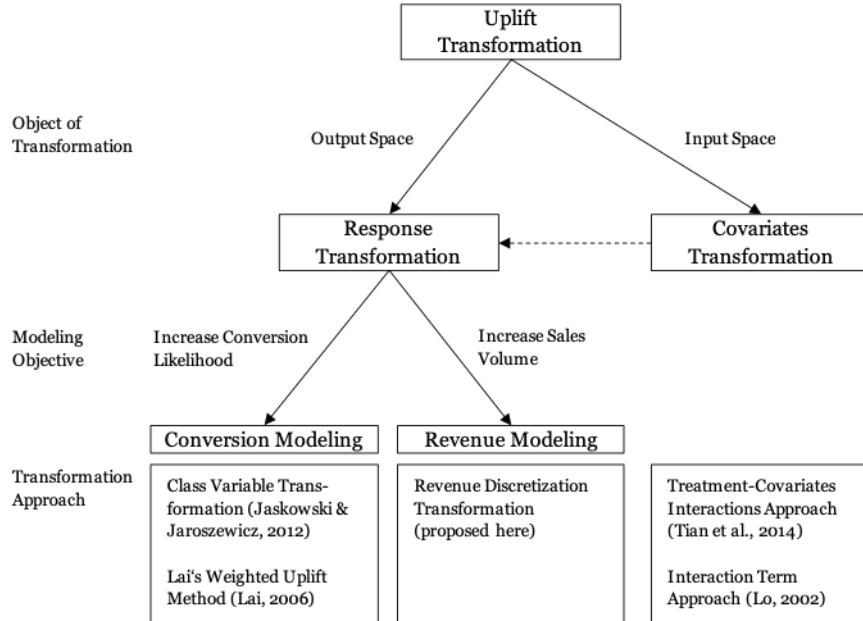 Uplift
Transformation
Object of
Transformation
Output Space
Input Space
Response
Transformation
Covariates
Transformation
Modeling
Objective
Increase Conversion
Likelihood
Increase Sales
Volume
Conversion Modeling
Revenue Modeling
Transformation
Approach
Class Variable Trans-
formation (Jaskowski &
Jaroszewicz, 2012)
Lai‘s Weighted Uplift
Method (Lai, 2006)
Revenue Discretization
Transformation
(proposed here)
Treatment-Covariates
Interactions Approach
(Tian et al., 2014)
Interaction Term
Approach (Lo, 2002)